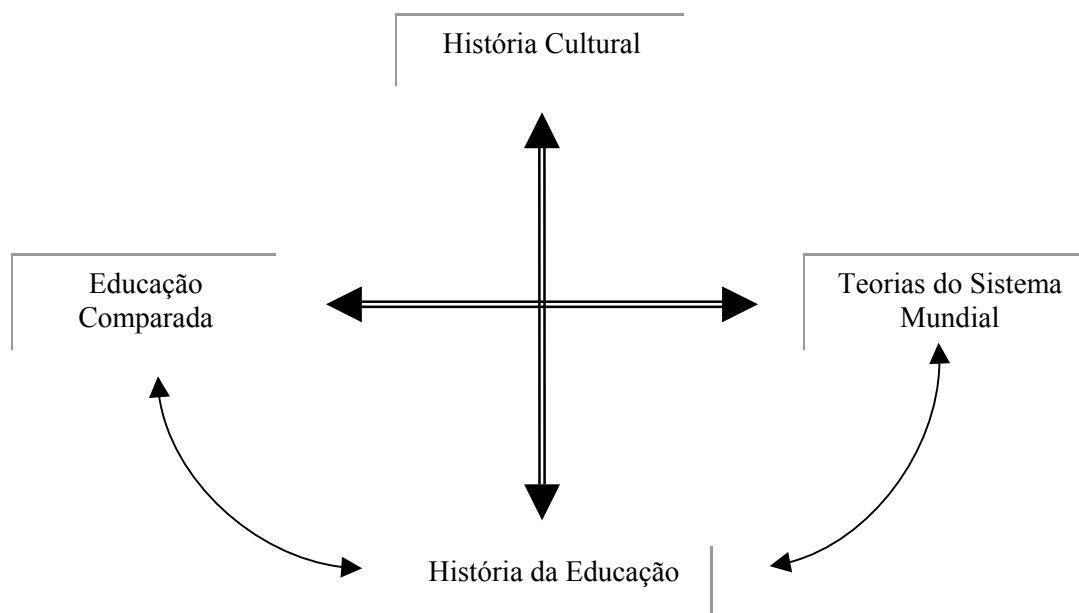 História Cultural
Educação
Comparada
Teorias do Sistema
Mundial
História da Educação